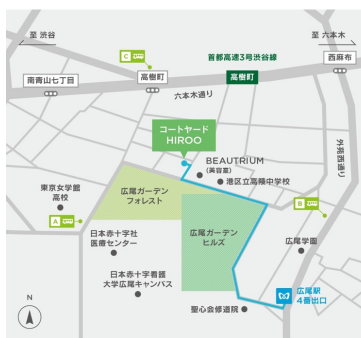 至 渋谷
至 六本木
C
首都高速3号渋谷線
西麻布
南青山七丁目
高樹町
高樹町
六本木通り
外苑西通り
コートヤード
HIROO
BEAUTRIUM
(美容室)
港区立高陵中学校
東京女学館
高校
広尾ガーデン
フォレスト
A
B
日本赤十字社
医療センター
広尾ガーデン
ヒルズ
広尾学園
日本赤十字看護
大学広尾キャンパス
広尾駅
4番出口
聖心会修道院
N